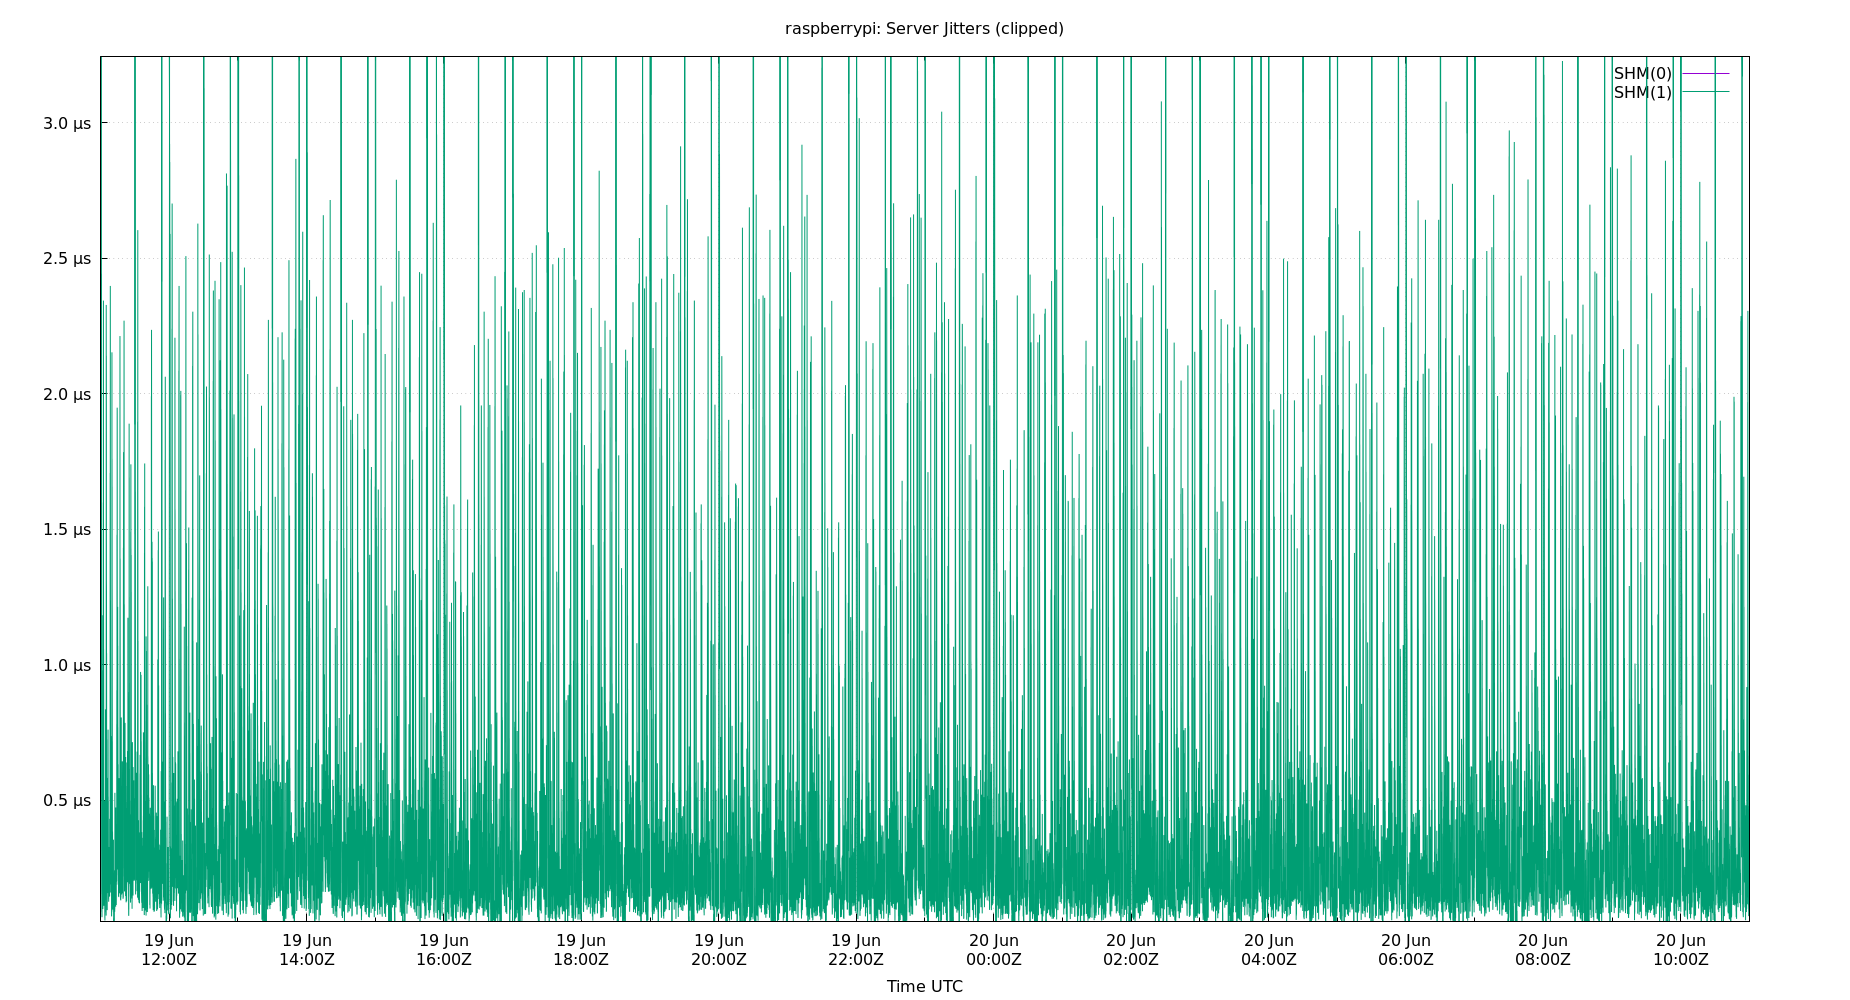 raspberrypi: Server Jitters (clipped)
SHM(0)
SHM(1)
3.0 µs
2.5 µs
2.0 µs
1.5 µs
1.0 µs
0.5 µs
19 Jun 19 Jun 19 Jun 19 Jun 19 Jun 19 Jun 20 Jun 20 Jun 20 Jun 20 Jun 20 Jun 20 Jun
12:00Z 14:00Z 16:00Z 18:00Z 20:00Z 22:00Z 00:00Z 02:00Z 04:00Z 06:00Z 08:00Z 10:00Z
Time UTC